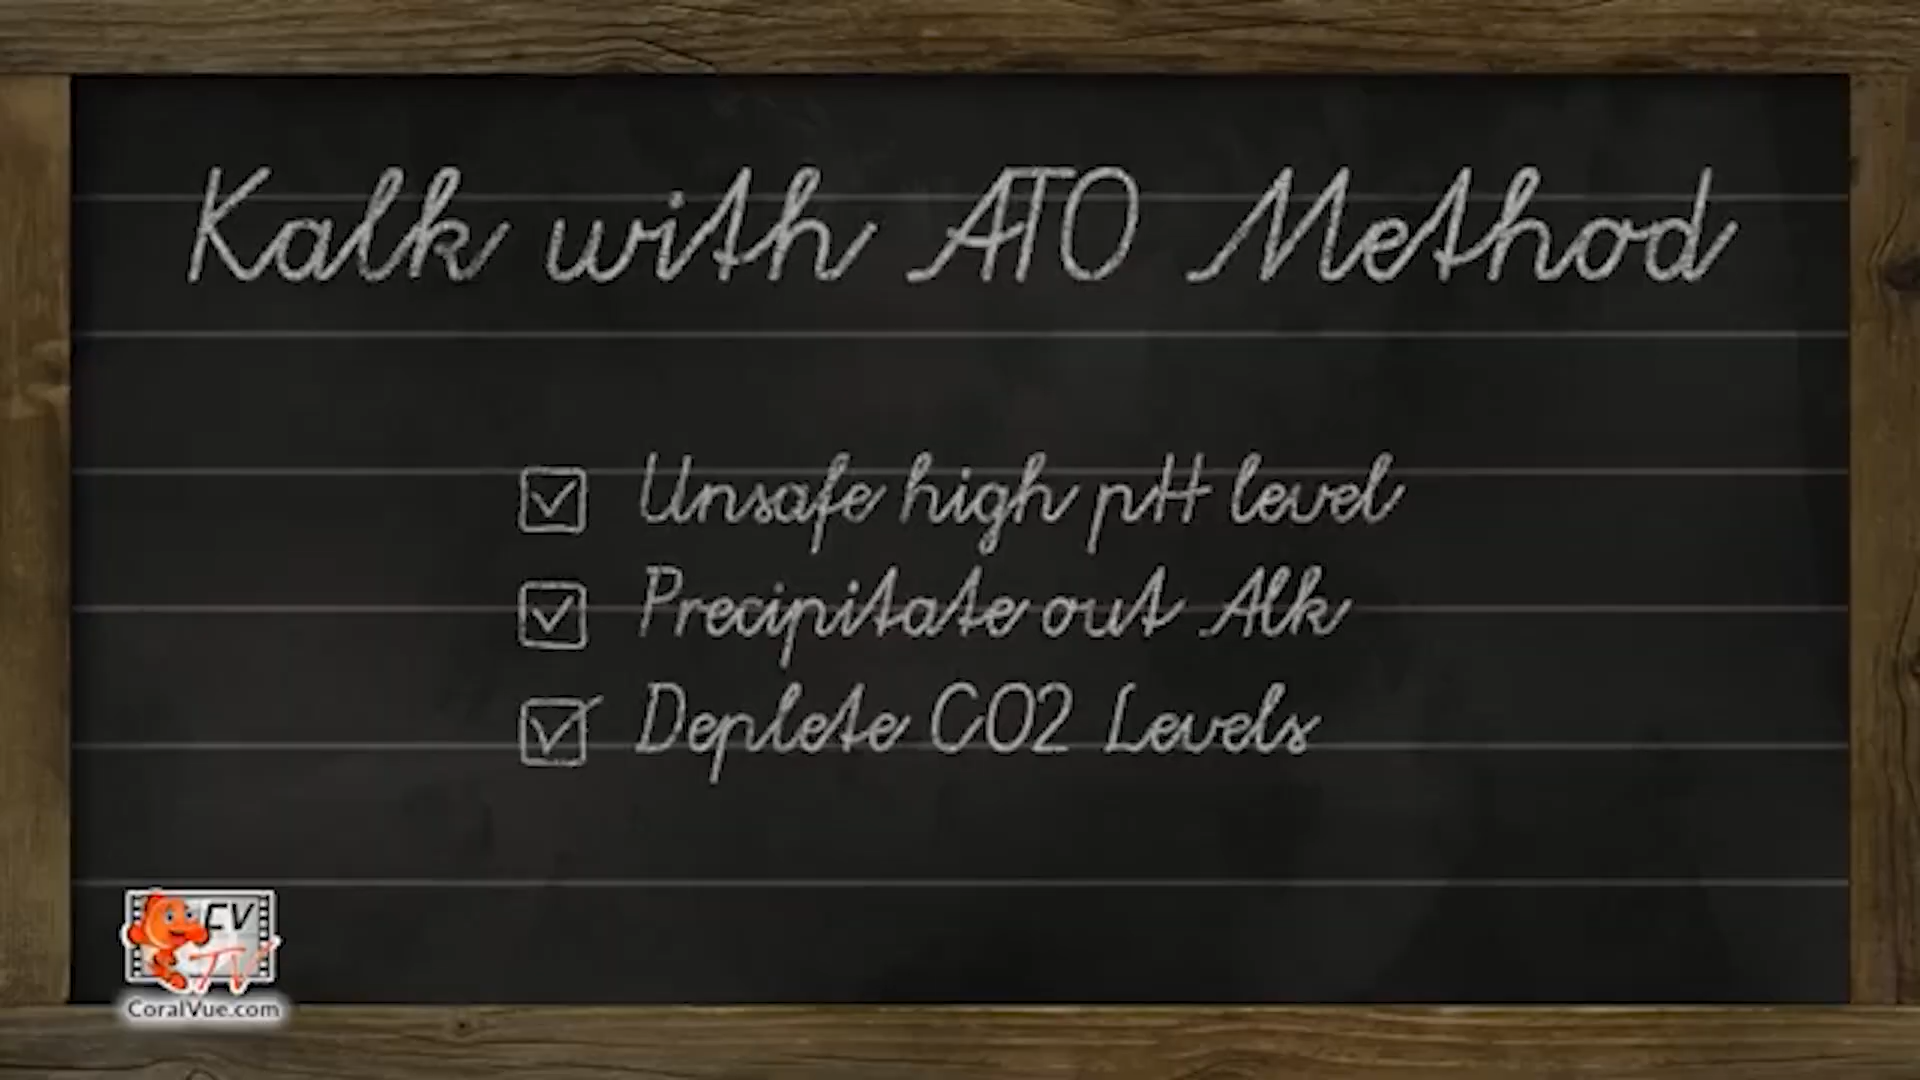 Kalk with ATO Method
Unsafe high pH level
Precipitate out Alk
Deplete CO2 Levels
CV
TV
CoralVue.com